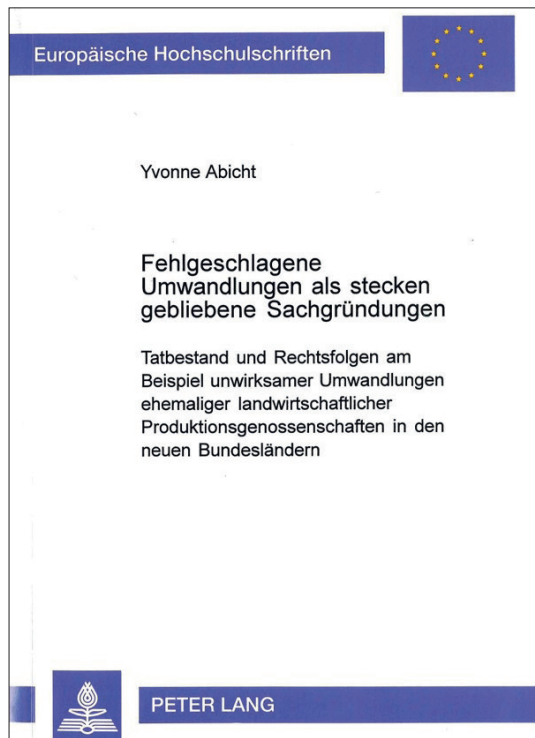 Europäische Hochschulschriften
Yvonne Abicht
Fehlgeschlagene
Umwandlungen als stecken
gebliebene Sachgründungen
Tatbestand und Rechtsfolgen am
Beispiel unwirksamer Umwandlungen
ehemaliger landwirtschaftlicher
Produktionsgenossenschaften in den
neuen Bundesländern
PETER LANG